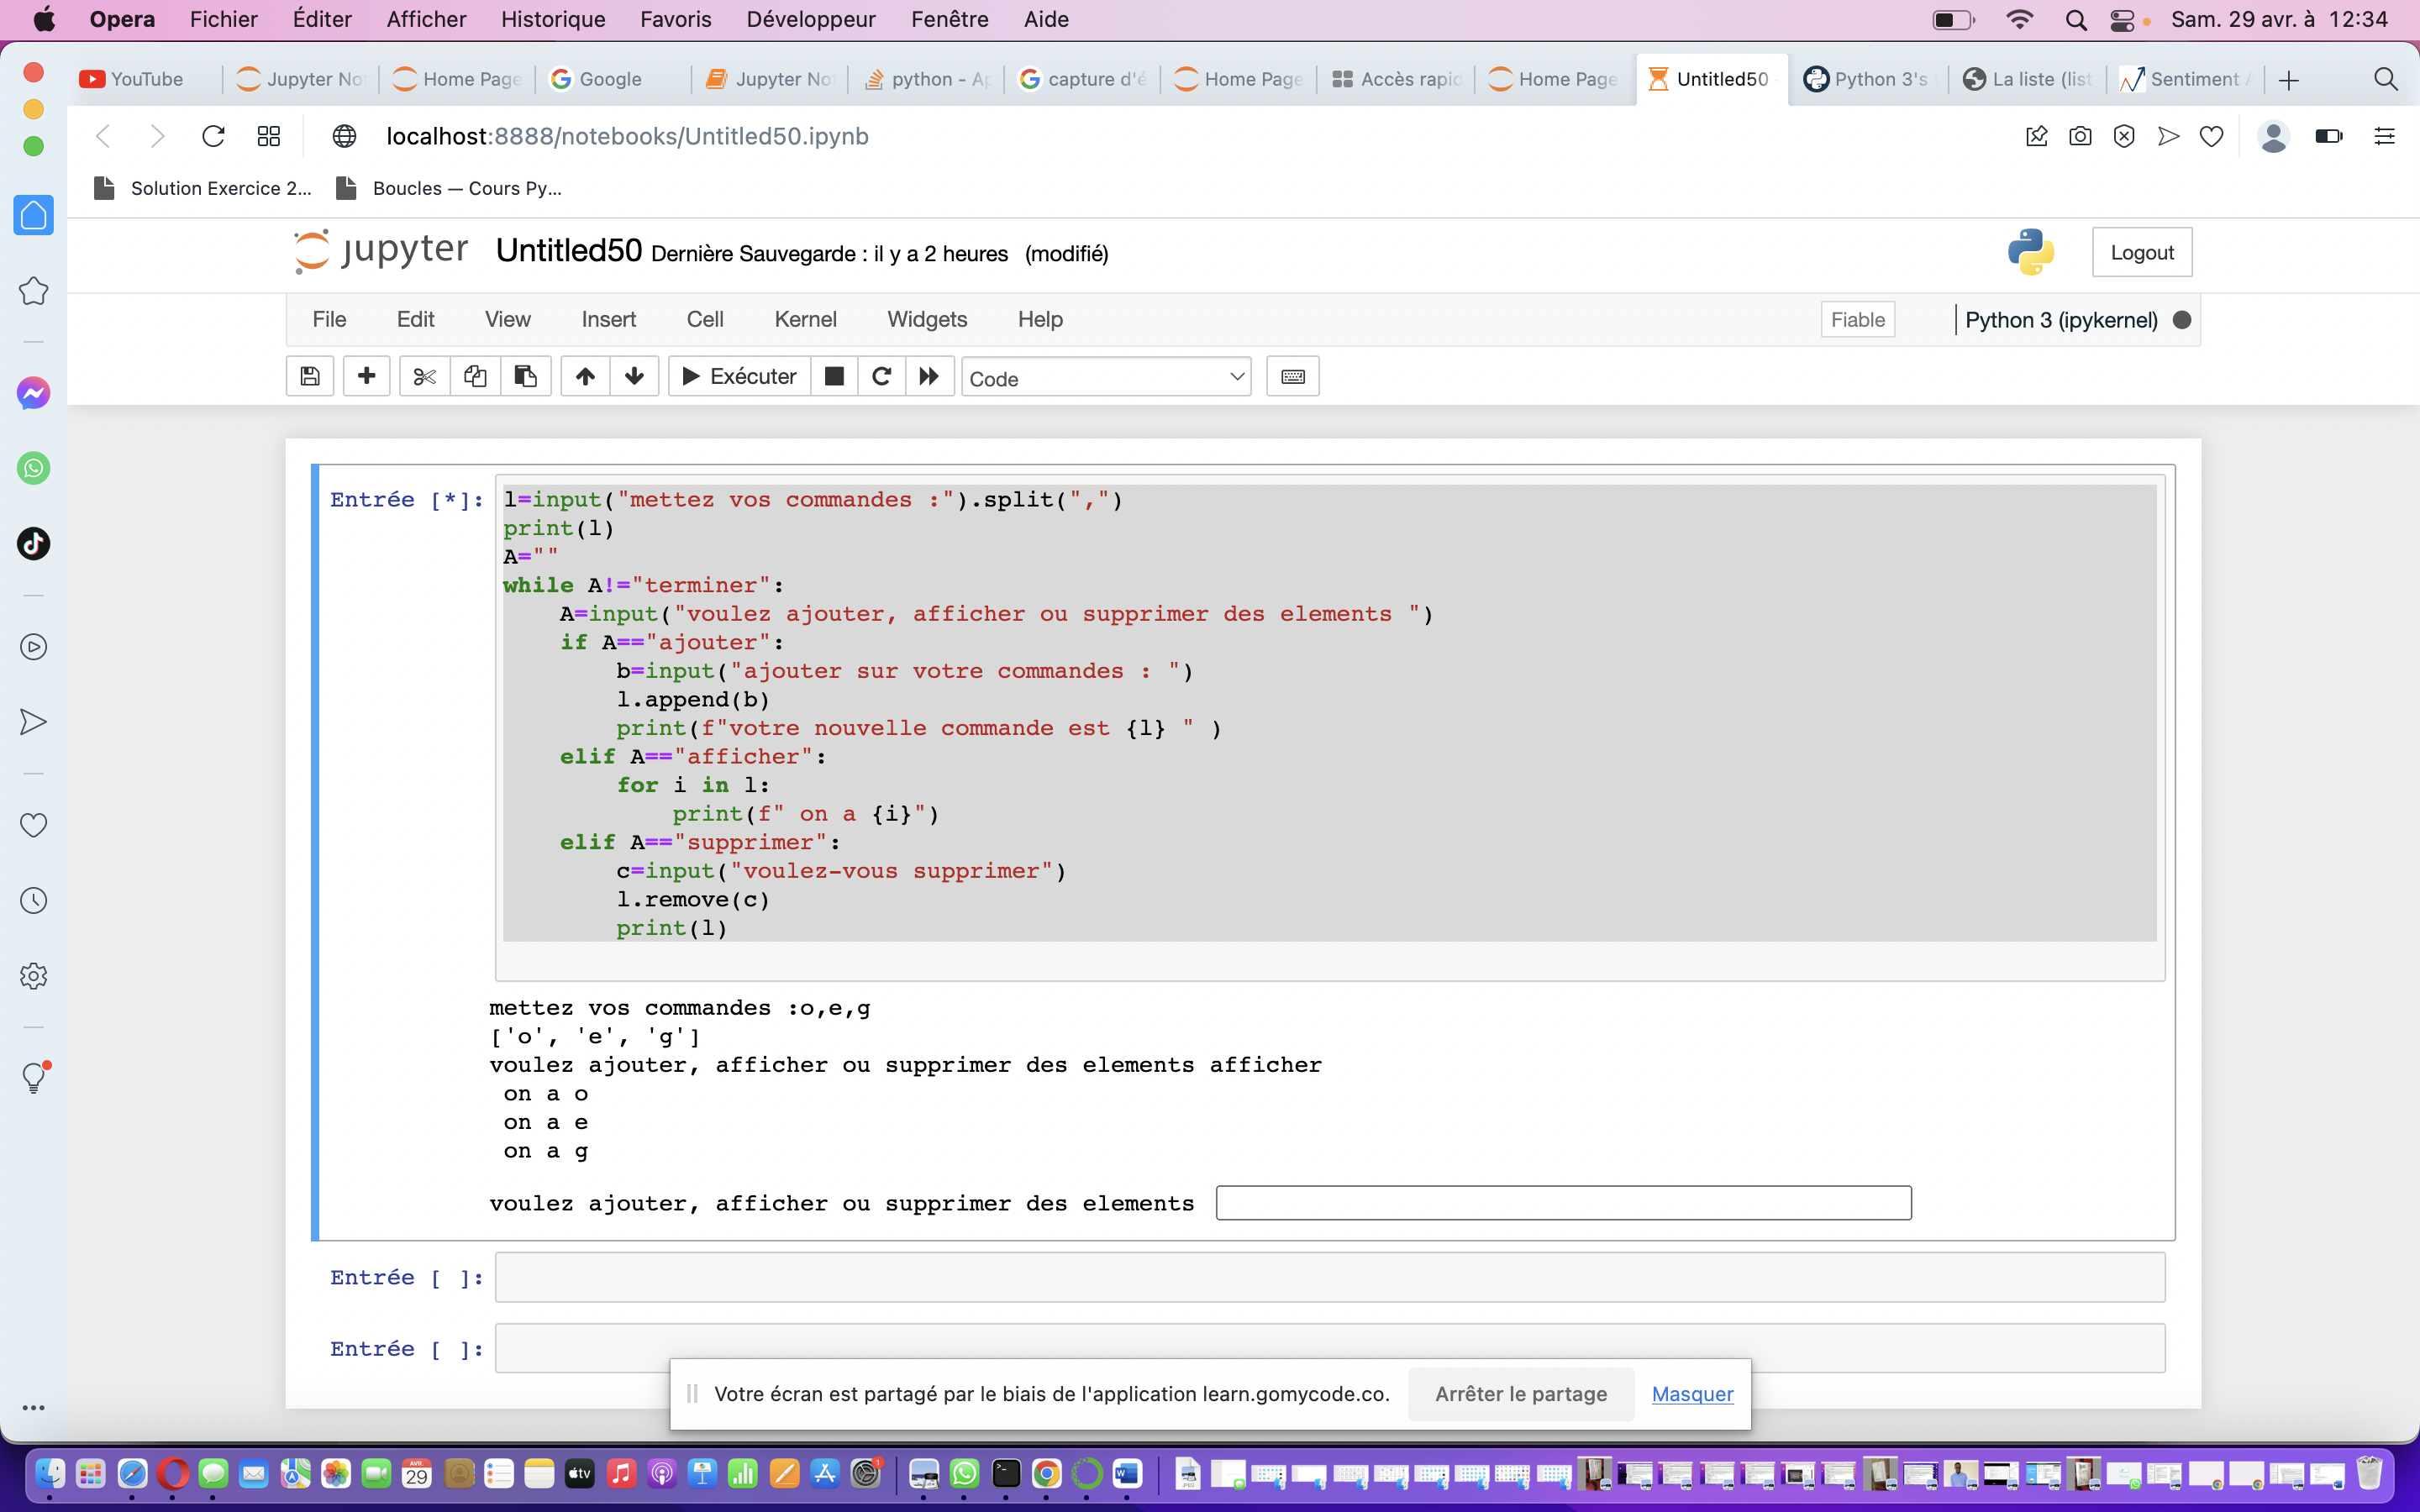 Opera Fichier Éditer Afficher Historique Favoris Développeur Fenêtre Aide Sam. 29 avr. à 12:34
YouTube Jupyter No Home Page Google Jupyter No python - A capture d'é Home Page Accès rapi Home Page Untitled50 Python 3's La liste (list Sentiment
localhost:8888/notebooks/Untitled50.ipynb
Solution Exercice 2... Boucles — Cours Py...
jupyter Untitled50 Dernière Sauvegarde : il y a 2 heures (modifié) Logout
File Edit View Insert Cell Kernel Widgets Help Fiable Python 3 (ipykernel)
Exécuter Code
Entrée [*]: l=input("mettez vos commandes :").split(",")
print(l)
A=""
while A!="terminer":
    A=input("voulez ajouter, afficher ou supprimer des elements ")
    if A=="ajouter":
        b=input("ajouter sur votre commandes : ")
        l.append(b)
        print(f"votre nouvelle commande est {l} " )
    elif A=="afficher":
        for i in l:
            print(f" on a {i}")
    elif A=="supprimer":
        c=input("voulez-vous supprimer")
        l.remove(c)
        print(l)
mettez vos commandes :o,e,g
['o', 'e', 'g']
voulez ajouter, afficher ou supprimer des elements afficher
 on a o
 on a e
 on a g
voulez ajouter, afficher ou supprimer des elements
Entrée [ ]:
Entrée [ ]:
Votre écran est partagé par le biais de l'application learn.gomycode.co. Arrêter le partage Masquer
AVR. 29 tv 1